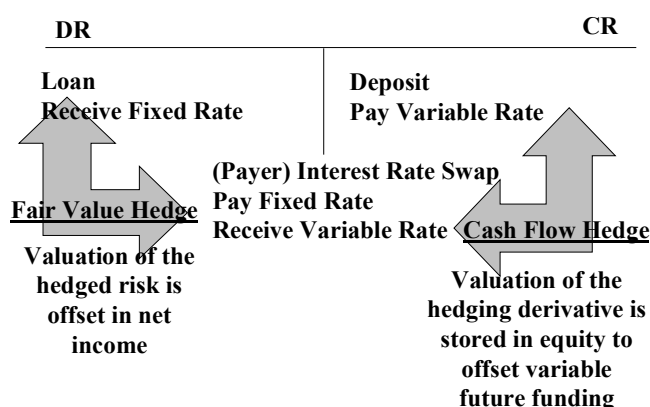 DR
CR
Loan
Receive Fixed Rate
Deposit
Pay Variable Rate
(Payer) Interest Rate Swap
Pay Fixed Rate
Receive Variable Rate
Fair Value Hedge
Valuation of the
hedged risk is
offset in net
income
Cash Flow Hedge
Valuation of the
hedging derivative is
stored in equity to
offset variable
future funding